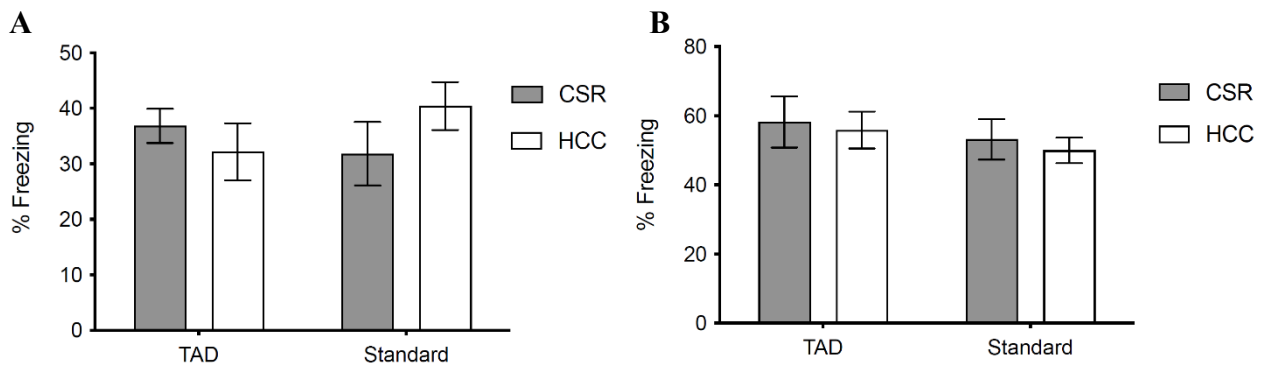 A
% Freezing
50
40
30
20
10
0
TAD
Standard
CSR
HCC
B
% Freezing
80
60
40
20
0
TAD
Standard
CSR
HCC